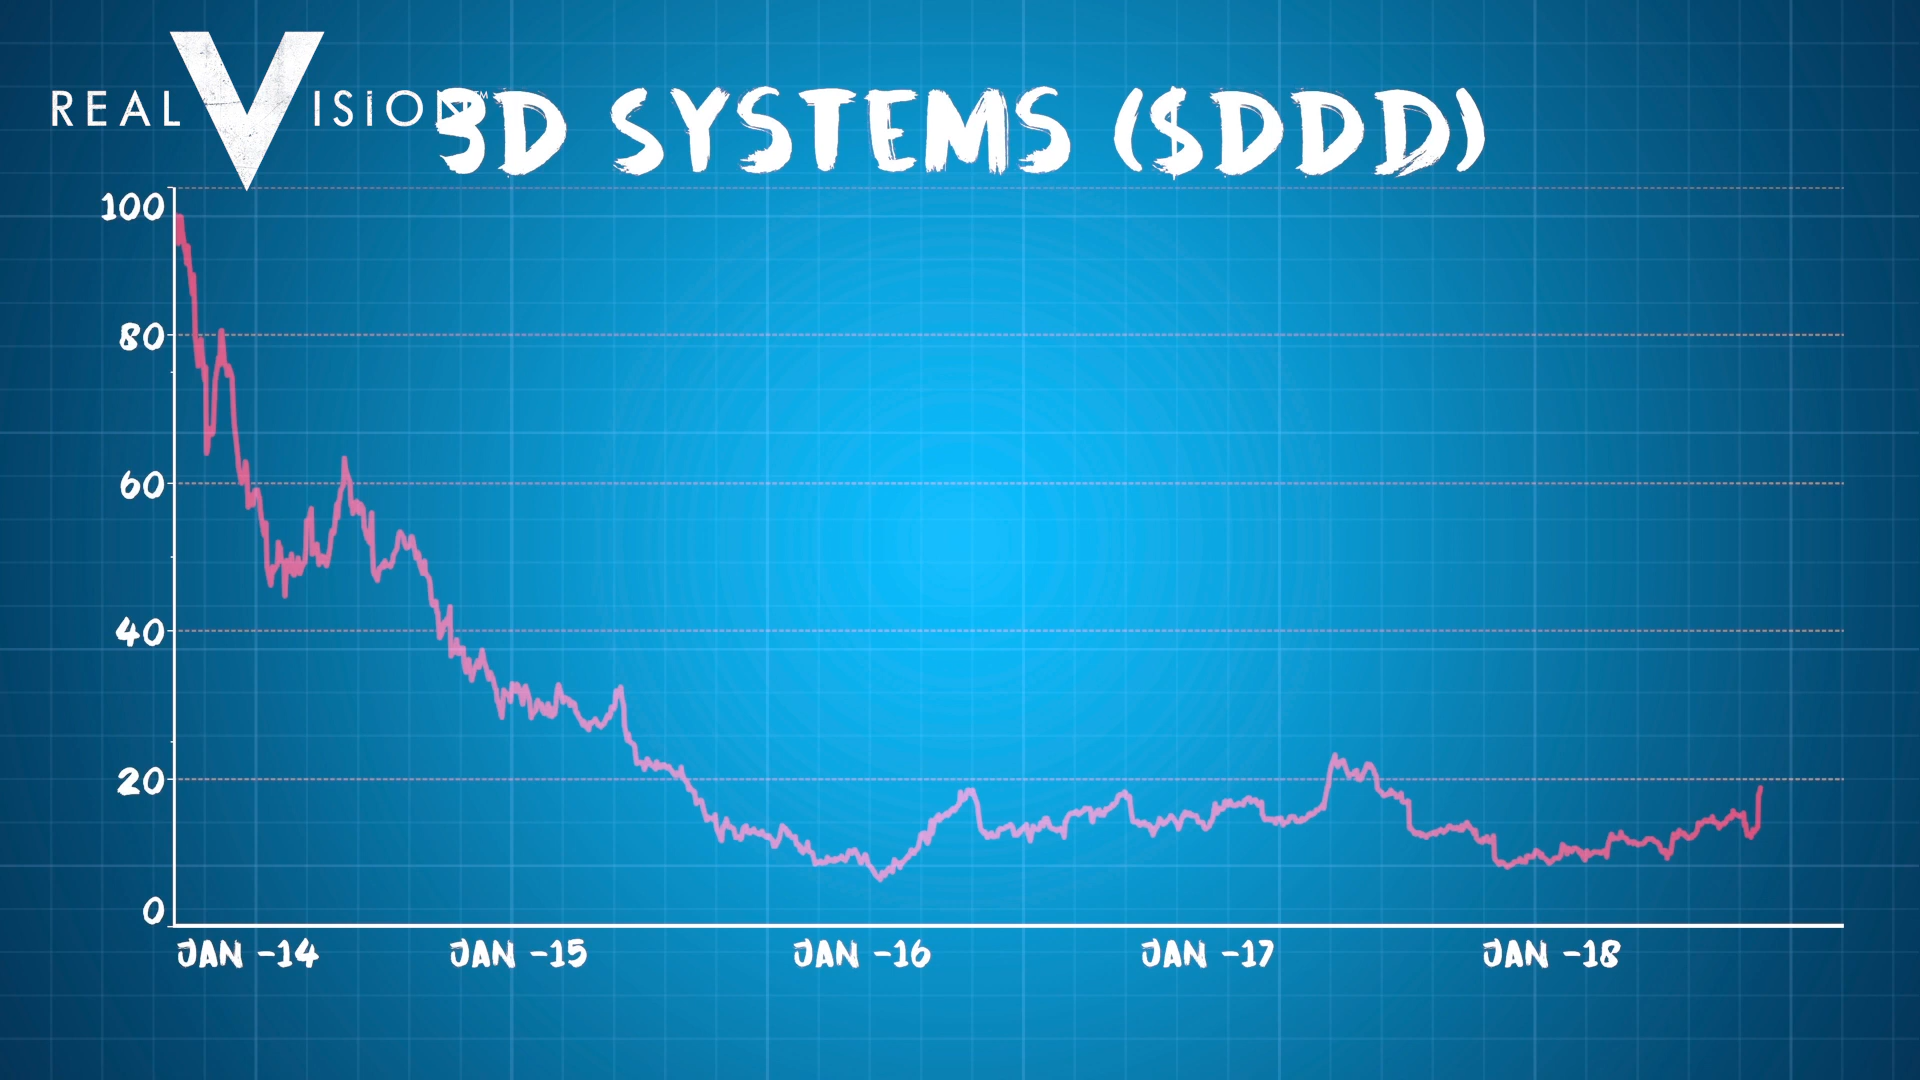 REAL VISION™
3D SYSTEMS ($DDD)
100
80
60
40
20
0
JAN -14 JAN -15 JAN -16 JAN -17 JAN -18